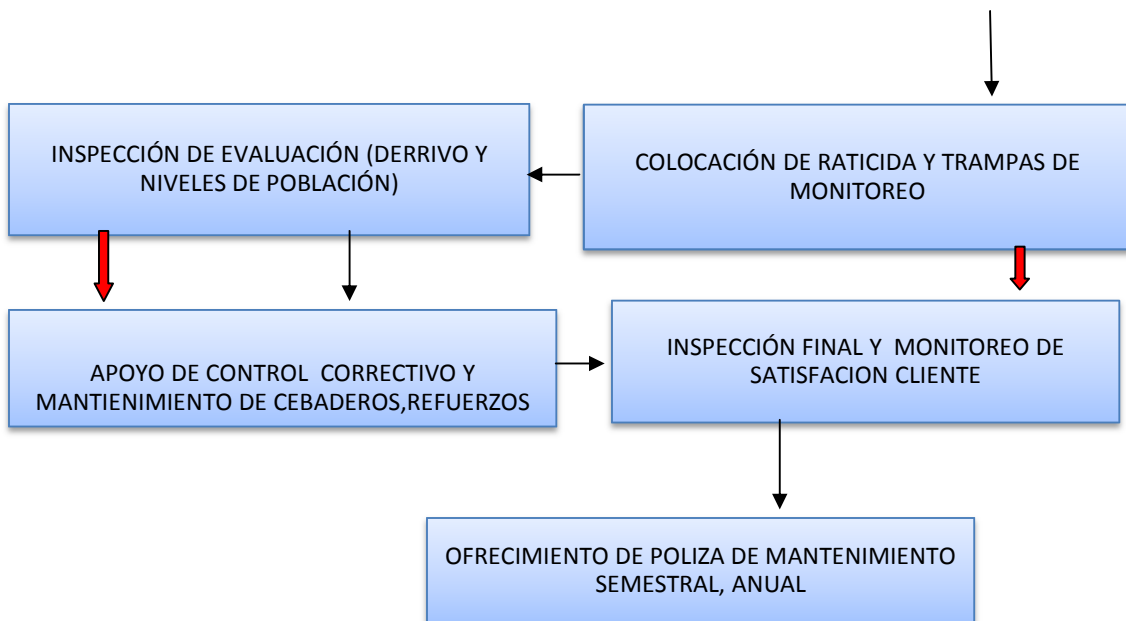 INSPECCIÓN DE EVALUACIÓN (DERRIVO Y
NIVELES DE POBLACIÓN)
COLOCACIÓN DE RATICIDA Y TRAMPAS DE
MONITOREO
APOYO DE CONTROL CORRECTIVO Y
MANTIENIMIENTO DE CEBADEROS,REFUERZOS
INSPECCIÓN FINAL Y MONITOREO DE
SATISFACION CLIENTE
OFRECIMIENTO DE POLIZA DE MANTENIMIENTO
SEMESTRAL, ANUAL